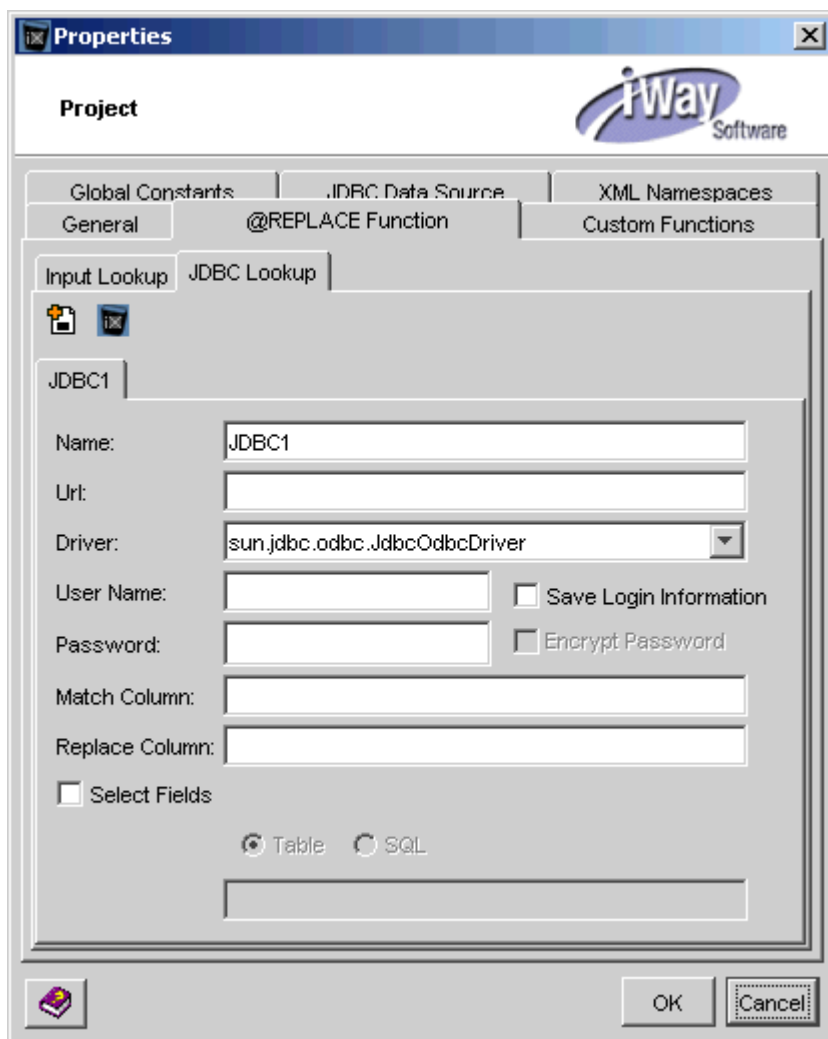 Properties
Project
iWay
Software
Global Constants JDBC Data Source XML Namespaces
General @REPLACE Function Custom Functions
Input Lookup JDBC Lookup
JDBC1
Name: JDBC1
Url:
Driver: sun.jdbc.odbc.JdbcOdbcDriver
User Name: Save Login Information
Password: Encrypt Password
Match Column:
Replace Column:
Select Fields
Table SQL
OK Cancel